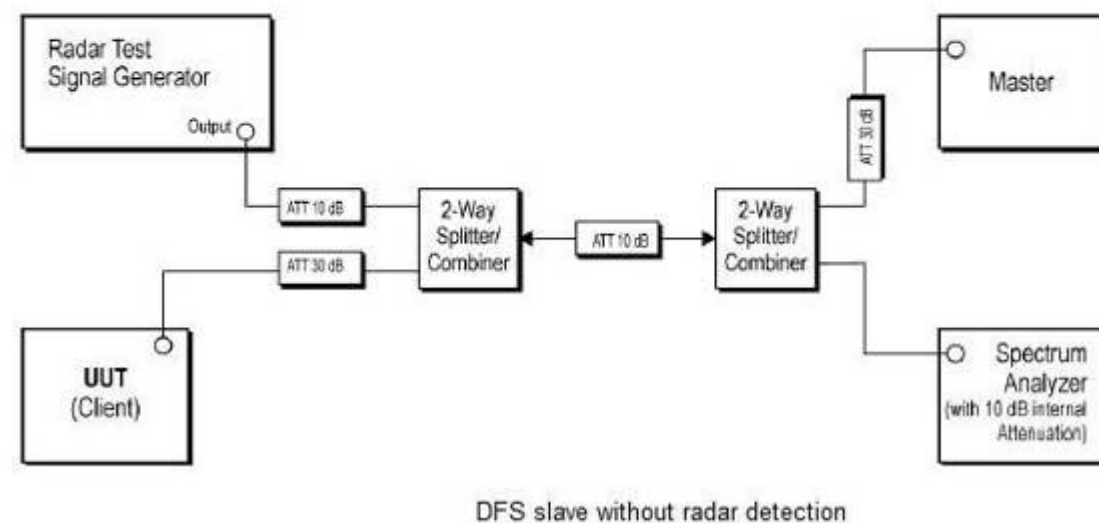 Radar Test
Signal Generator
Output
ATT 10 dB
ATT 30 dB
2-Way
Splitter/
Combiner
ATT 10 dB
2-Way
Splitter/
Combiner
ATT 30 dB
Master
UUT
(Client)
Spectrum
Analyzer
(with 10 dB internal
Attenuation)
DFS slave without radar detection